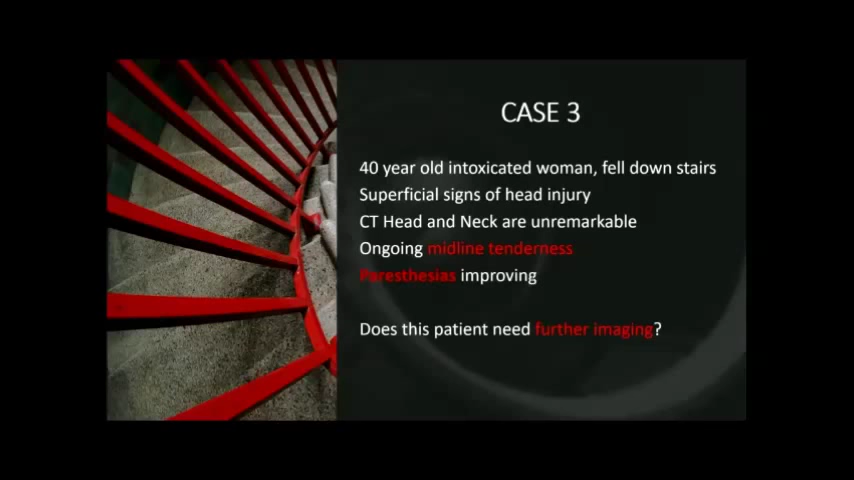 CASE 3
40 year old intoxicated woman, fell down stairs
Superficial signs of head injury
CT Head and Neck are unremarkable
Ongoing midline tenderness
Paresthesias improving
Does this patient need further imaging?